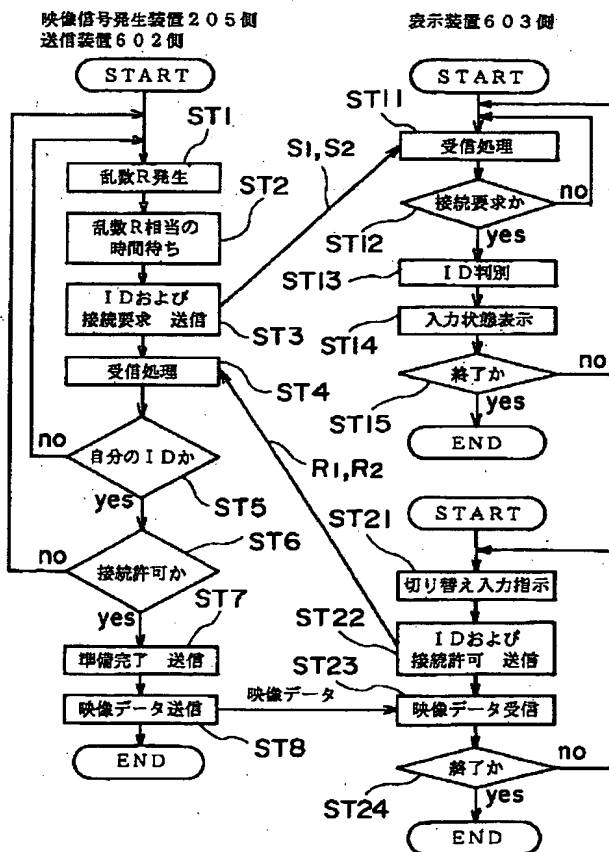 映像信号発生装置205側
送信装置602側
START
ST1
乱数R発生
ST2
乱数R相当の
時間待ち
IDおよび
接続要求 送信
ST3
受信処理
ST4
no
自分のIDか
yes
ST5
ST6
no
接続許可か
yes
ST7
準備完了 送信
映像データ送信
映像データ
ST8
END
S1,S2
R1,R2
表示装置603側
START
ST11
受信処理
no
接続要求か
ST12
yes
ST13
ID判別
入力状態表示
ST14
no
終了か
ST15
yes
END
START
ST21
切り替え入力指示
ST22
IDおよび
接続許可 送信
ST23
映像データ受信
no
終了か
ST24
yes
END